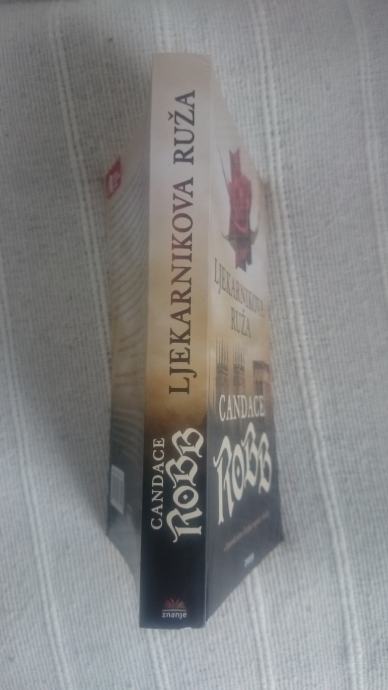 LJEKARNIKOVA RUŽA
CANDACE
ROBB
znanje
LJEKARNIKOVA
RUŽA
CANDACE
ROBB